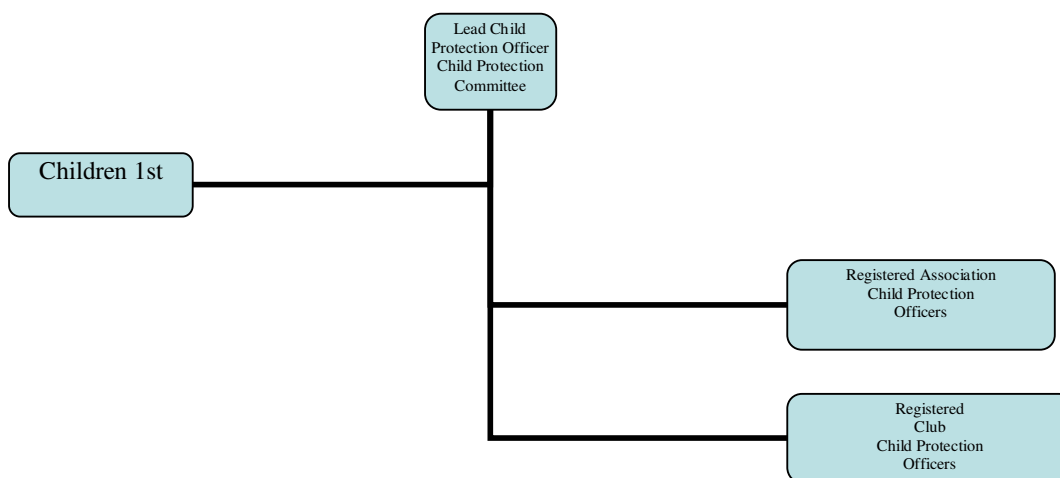 Lead Child
Protection Officer
Child Protection
Committee
Children 1st
Registered Association
Child Protection
Officers
Registered
Club
Child Protection
Officers